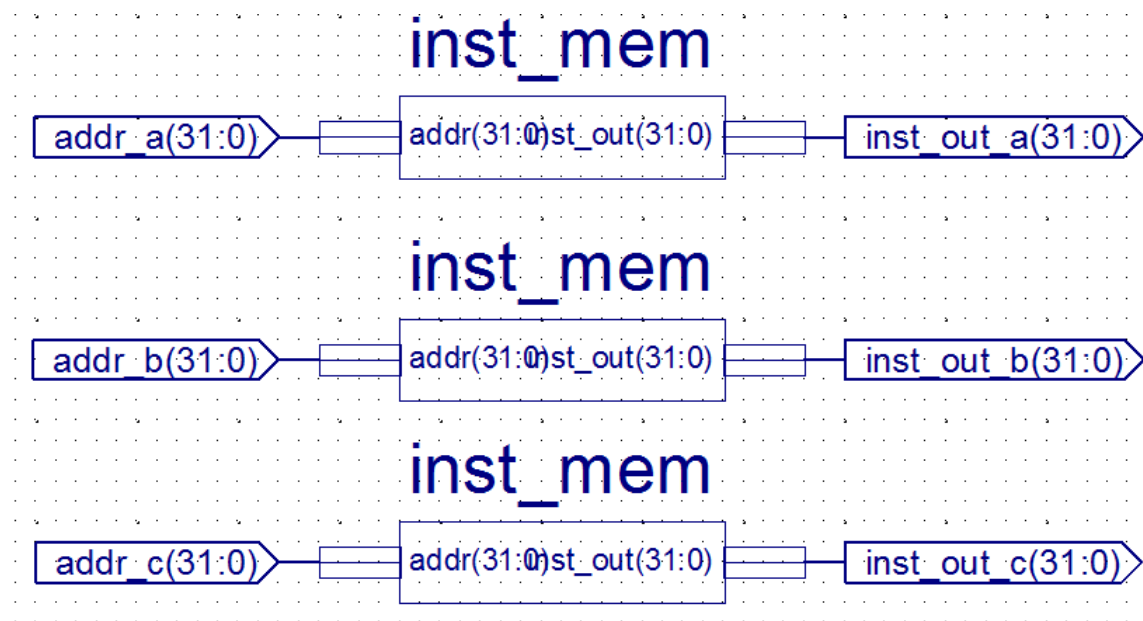 inst_mem
addr_a(31:0) addr(31:0) inst_out(31:0) inst_out_a(31:0)
inst_mem
addr_b(31:0) addr(31:0) inst_out(31:0) inst_out_b(31:0)
inst_mem
addr_c(31:0) addr(31:0) inst_out(31:0) inst_out_c(31:0)